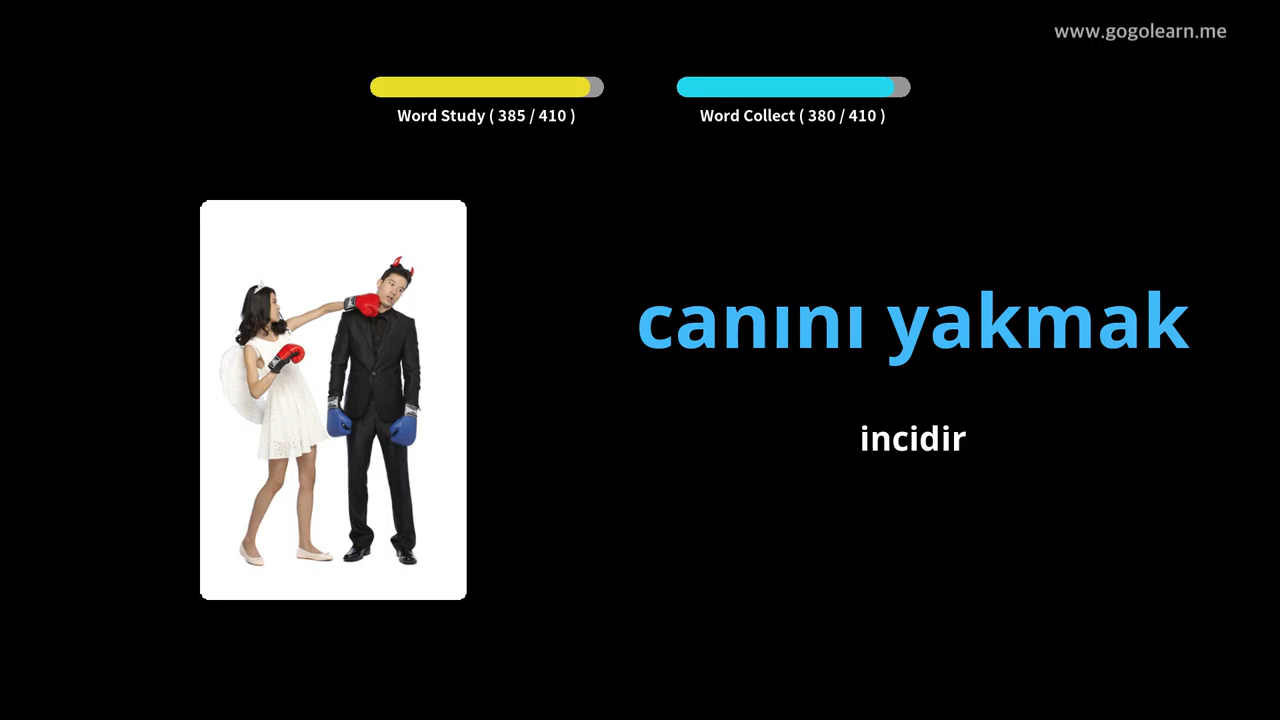 www.gogolearn.me
Word Study ( 385 / 410 )
Word Collect ( 380 / 410 )
canını yakmak
incidir